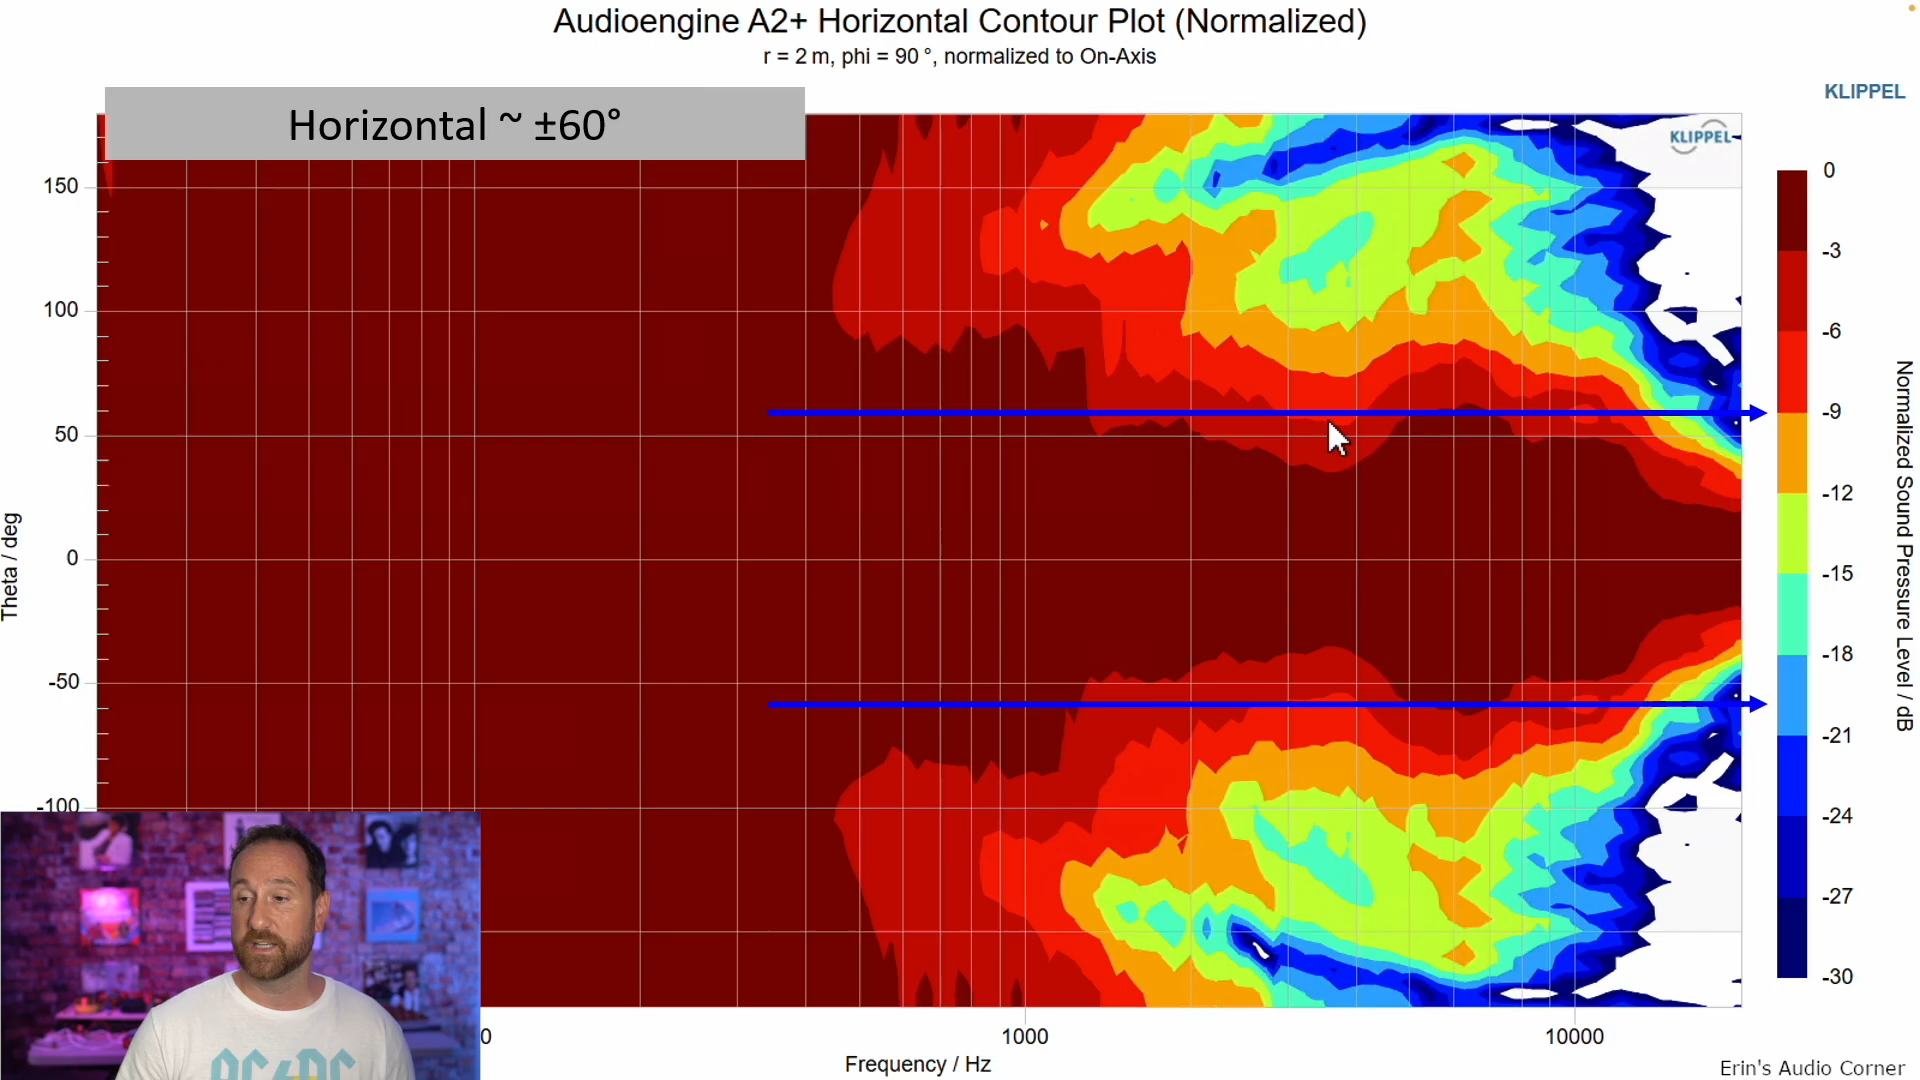 Audioengine A2+ Horizontal Contour Plot (Normalized)
r = 2 m, phi = 90 °, normalized to On-Axis
KLIPPEL
Horizontal ~ ±60°
KLIPPEL
150
100
50
0
-50
-100
Theta / deg
0
-3
-6
-9
-12
-15
-18
-21
-24
-27
-30
Normalized Sound Pressure Level / dB
0
1000
10000
Frequency / Hz
Erin's Audio Corner
AC DC